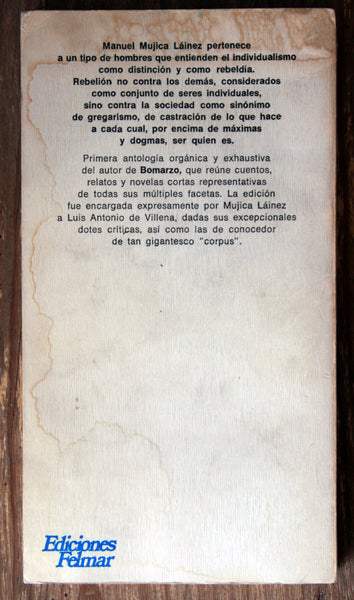 Manuel Mujica Láinez pertenece
a un tipo de hombres que entienden el individualismo
como distinción y como rebeldía.
Rebelión no contra los demás, considerados
como conjunto de seres individuales,
sino contra la sociedad como sinónimo
de gregarismo, de castración de lo que hace
a cada cual, por encima de máximas
y dogmas, ser quien es.
Primera antología orgánica y exhaustiva
del autor de Bomarzo, que reúne cuentos,
relatos y novelas cortas representativas
de todas sus múltiples facetas. La edición
fue encargada expresamente por Mujica Láinez
a Luis Antonio de Villena, dadas sus excepcionales
dotes críticas, así como las de conocedor
de tan gigantesco "corpus".
Ediciones
Felmar